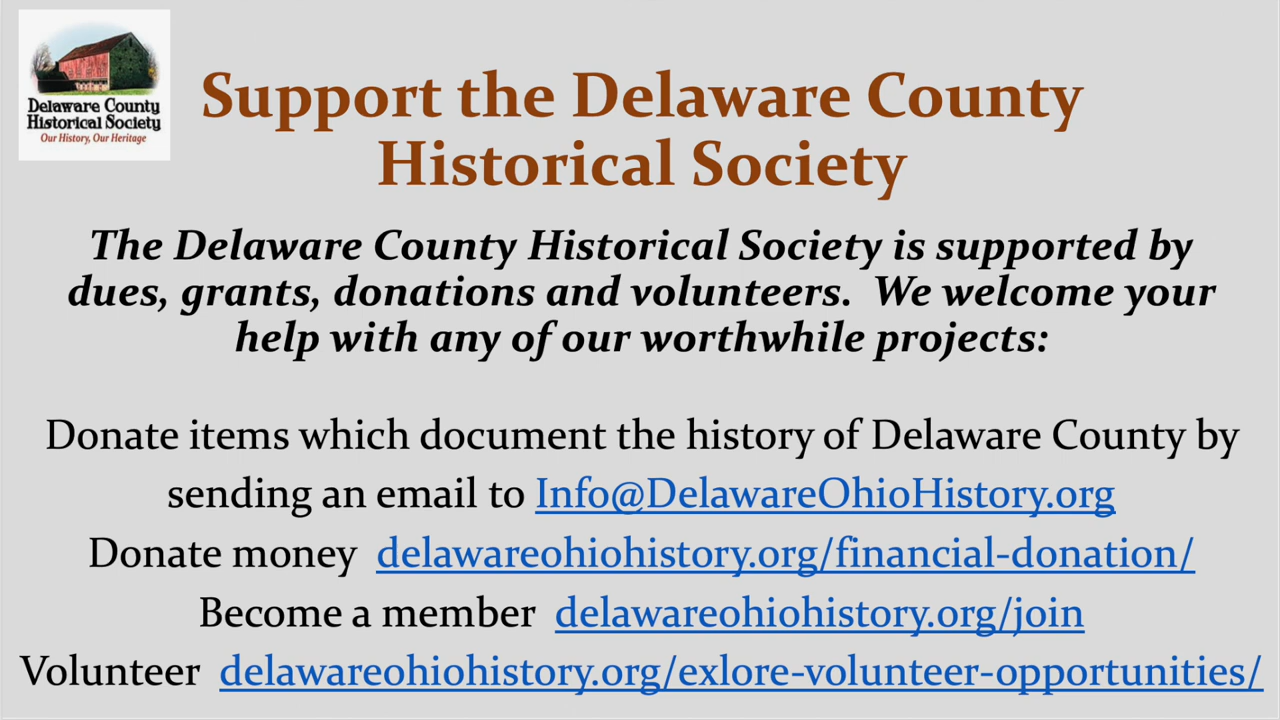 Delaware County
Historical Society
Our History, Our Heritage
Support the Delaware County
Historical Society
The Delaware County Historical Society is supported by
dues, grants, donations and volunteers.  We welcome your
help with any of our worthwhile projects:
Donate items which document the history of Delaware County by
sending an email to Info@DelawareOhioHistory.org
Donate money  delawareohiohistory.org/financial-donation/
Become a member  delawareohiohistory.org/join
Volunteer  delawareohiohistory.org/exlore-volunteer-opportunities/